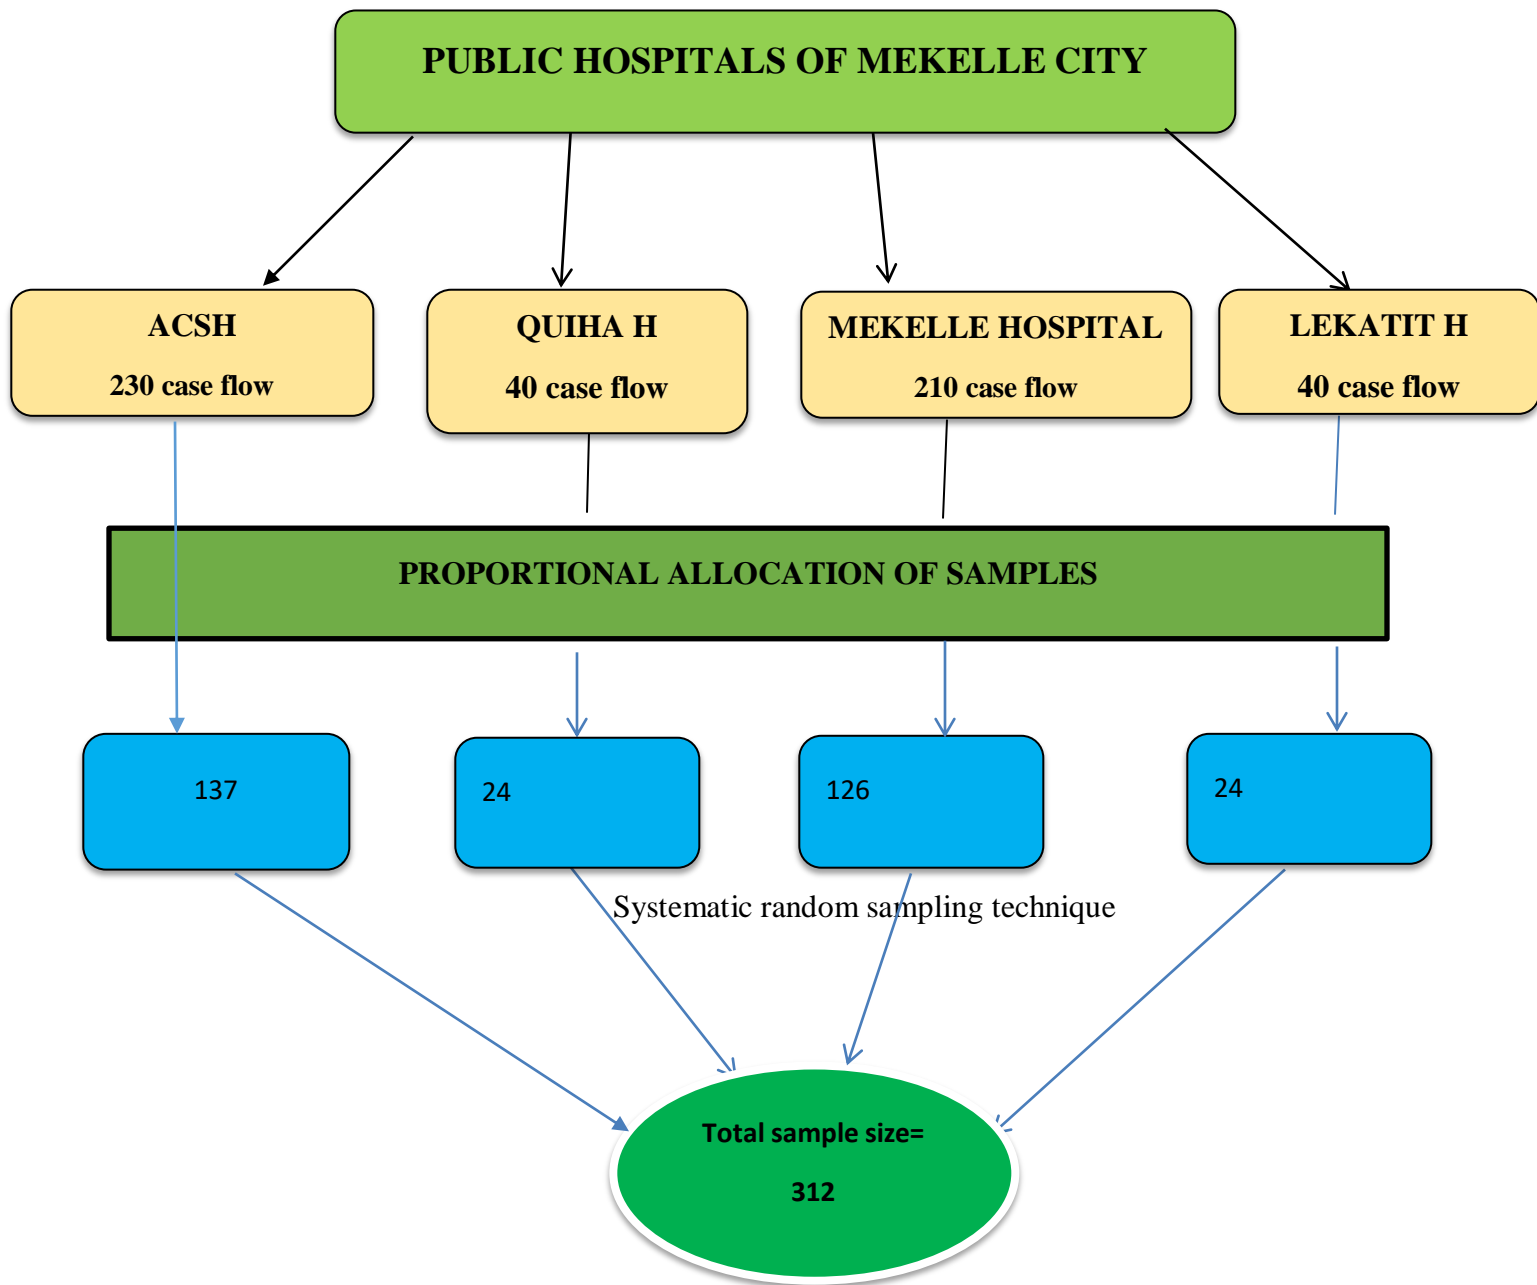 PUBLIC HOSPITALS OF MEKELLE CITY
ACSH
230 case flow
QUIHA H
40 case flow
MEKELLE HOSPITAL
210 case flow
LEKATIT H
40 case flow
PROPORTIONAL ALLOCATION OF SAMPLES
137
24
126
24
Systematic random sampling technique
Total sample size=
312